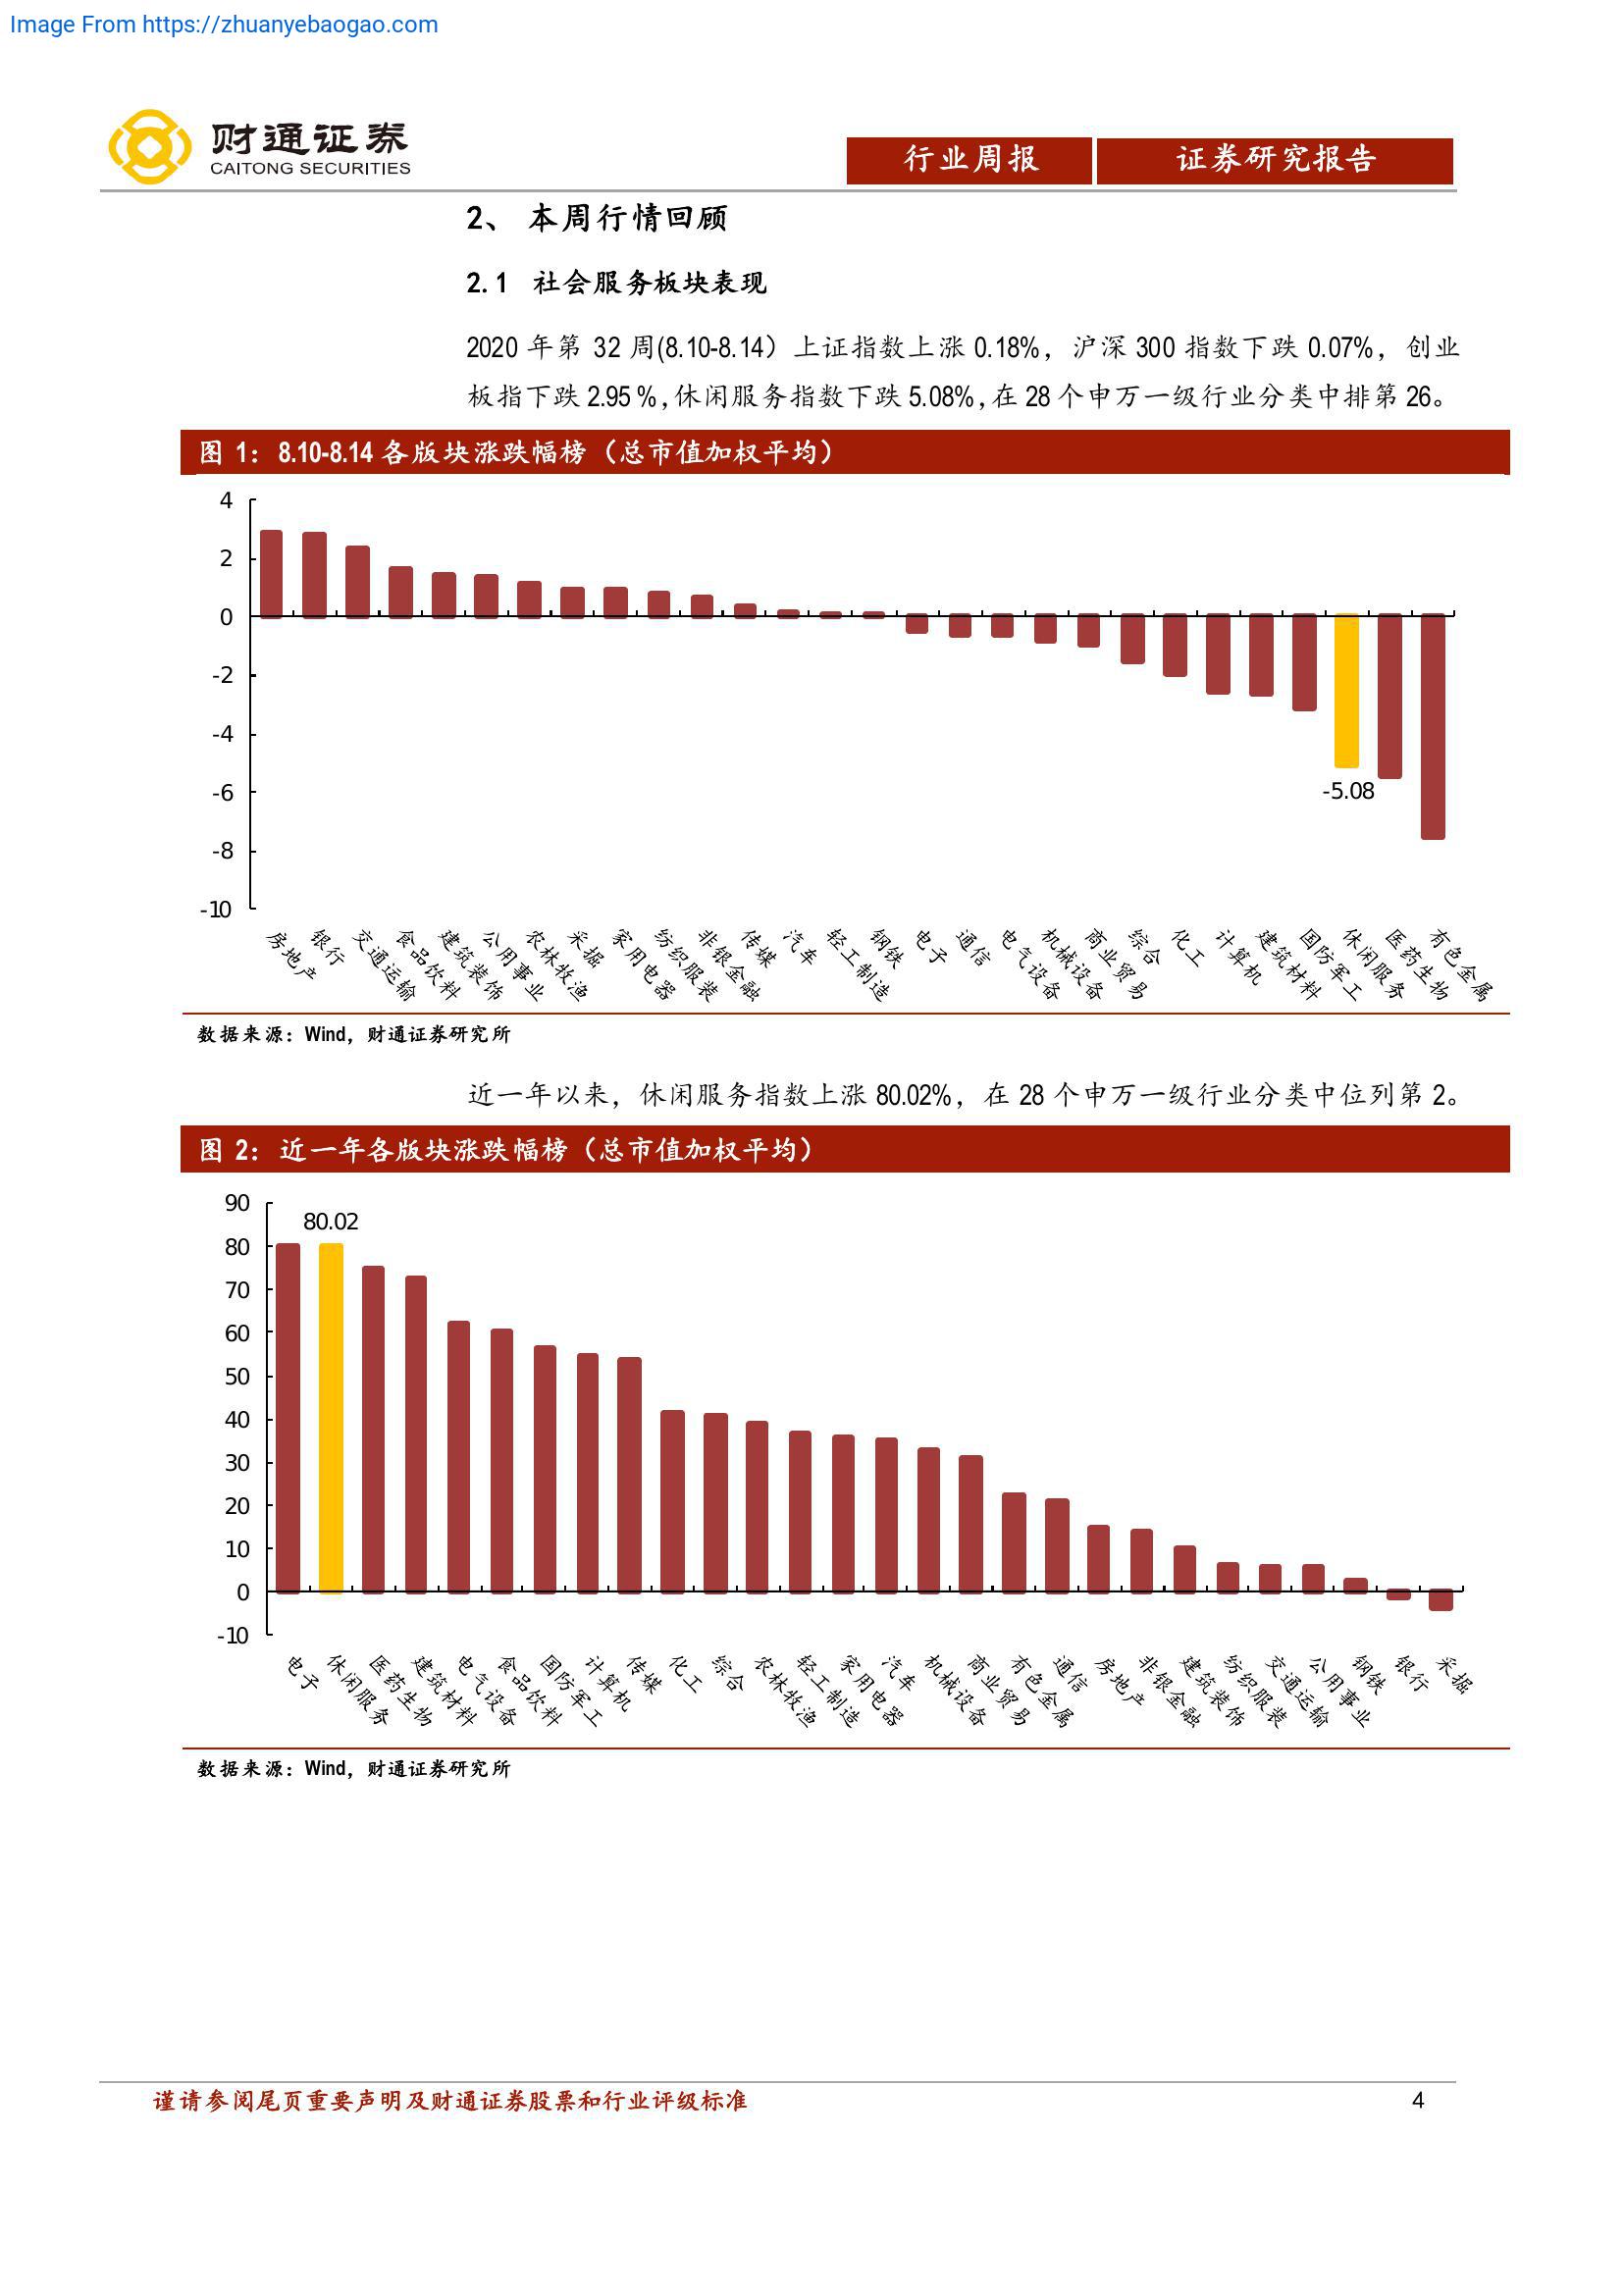 Image From https://zhuanyebaogao.com
财通证券
CAITONG SECURITIES
行业周报
证券研究报告
2、 本周行情回顾
2.1 社会服务板块表现
2020 年第 32 周(8.10-8.14）上证指数上涨 0.18%，沪深 300 指数下跌 0.07%，创业
板指下跌 2.95 %,休闲服务指数下跌 5.08%,在 28 个申万一级行业分类中排第 26。
图 1：8.10-8.14 各版块涨跌幅榜（总市值加权平均）
4
2
0
-2
-4
-6
-8
-10
-5.08
房地产
银行
交通运输
食品饮料
建筑装饰
公用事业
农林牧渔
采掘
家用电器
纺织服装
非银金融
传媒
汽车
轻工制造
钢铁
电子
通信
电气设备
机械设备
商业贸易
综合
化工
计算机
建筑材料
国防军工
休闲服务
医药生物
有色金属
数据来源：Wind，财通证券研究所
近一年以来，休闲服务指数上涨 80.02%，在 28 个申万一级行业分类中位列第 2。
图 2：近一年各版块涨跌幅榜（总市值加权平均）
90
80
70
60
50
40
30
20
10
0
-10
80.02
电子
休闲服务
医药生物
建筑材料
电气设备
食品饮料
国防军工
计算机
传媒
化工
综合
农林牧渔
轻工制造
家用电器
汽车
机械设备
商业贸易
有色金属
通信
房地产
非银金融
建筑装饰
纺织服装
交通运输
公用事业
钢铁
银行
采掘
数据来源：Wind，财通证券研究所
谨请参阅尾页重要声明及财通证券股票和行业评级标准
4